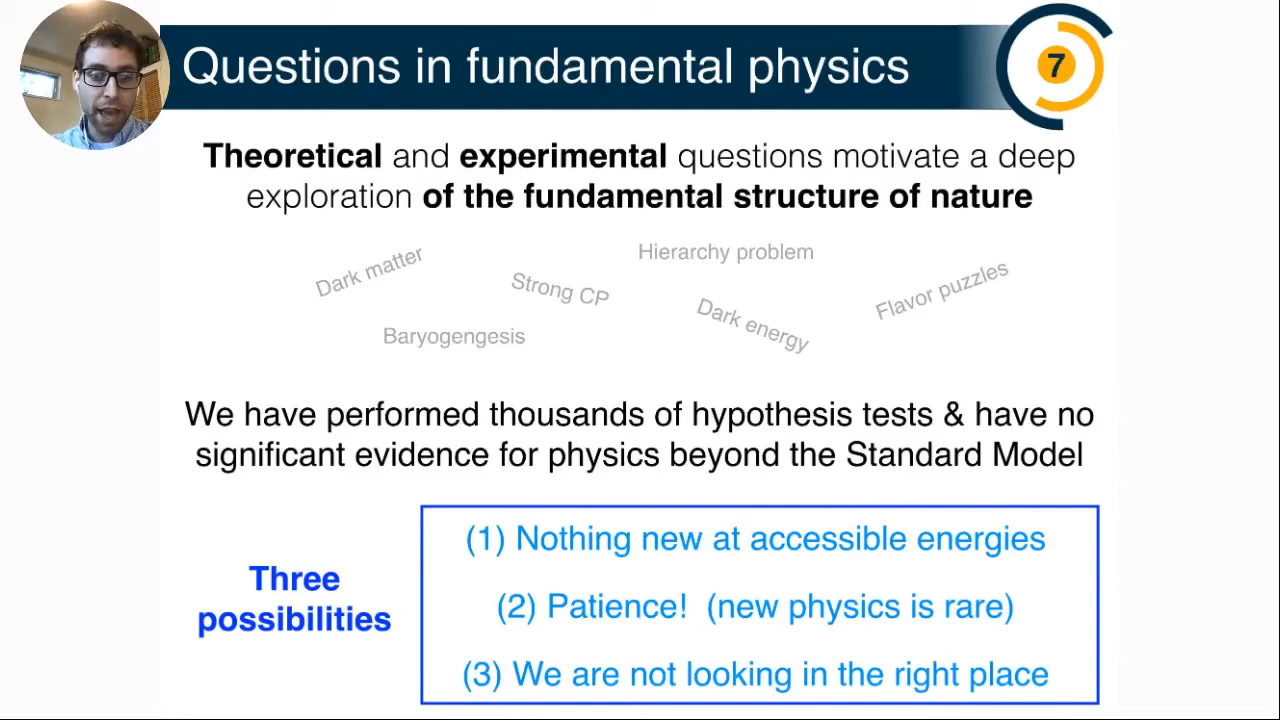 Questions in fundamental physics
7
Theoretical and experimental questions motivate a deep
exploration of the fundamental structure of nature
Hierarchy problem
Dark matter
Strong CP
Flavor puzzles
Dark energy
Baryogengesis
We have performed thousands of hypothesis tests & have no
significant evidence for physics beyond the Standard Model
Three
possibilities
(1) Nothing new at accessible energies
(2) Patience! (new physics is rare)
(3) We are not looking in the right place